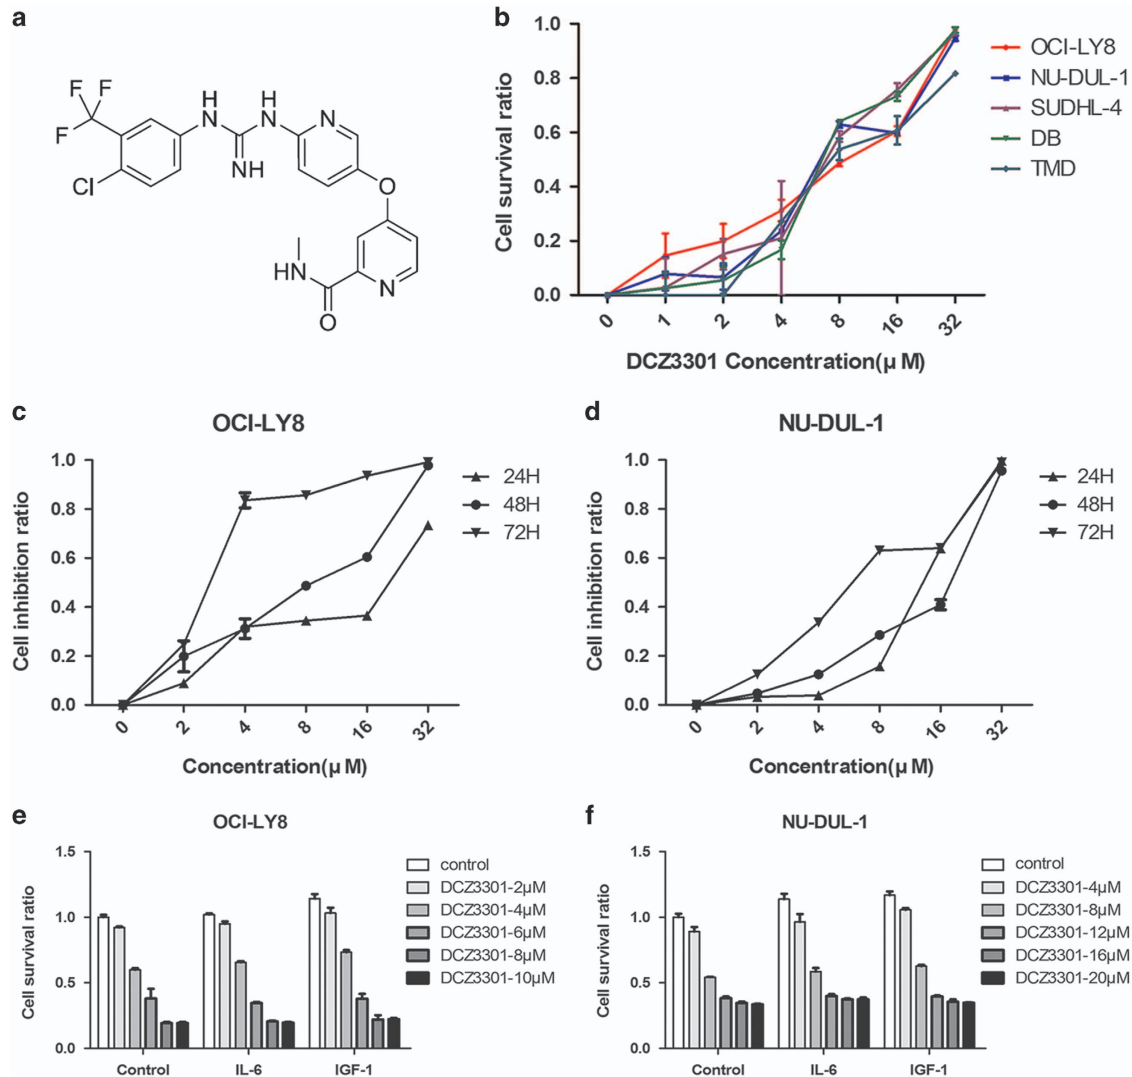 a
F
F
F
Cl
H
N
H
N
NH
N
O
HN
O
N
b
Cell survival ratio
1.0
0.8
0.6
0.4
0.2
0.0
0 1 2 4 8 16 32
DCZ3301 Concentration(μ M)
OCI-LY8
NU-DUL-1
SUDHL-4
DB
TMD
c
OCI-LY8
Cell inhibition ratio
1.0
0.8
0.6
0.4
0.2
0.0
0 2 4 8 16 32
Concentration(μ M)
24H
48H
72H
d
NU-DUL-1
Cell inhibition ratio
1.0
0.8
0.6
0.4
0.2
0.0
0 2 4 8 16 32
Concentration(μ M)
24H
48H
72H
e
OCI-LY8
Cell survival ratio
1.5
1.0
0.5
0.0
Control IL-6 IGF-1
control
DCZ3301-2μM
DCZ3301-4μM
DCZ3301-6μM
DCZ3301-8μM
DCZ3301-10μM
f
NU-DUL-1
Cell survival ratio
1.5
1.0
0.5
0.0
Control IL-6 IGF-1
control
DCZ3301-4μM
DCZ3301-8μM
DCZ3301-12μM
DCZ3301-16μM
DCZ3301-20μM